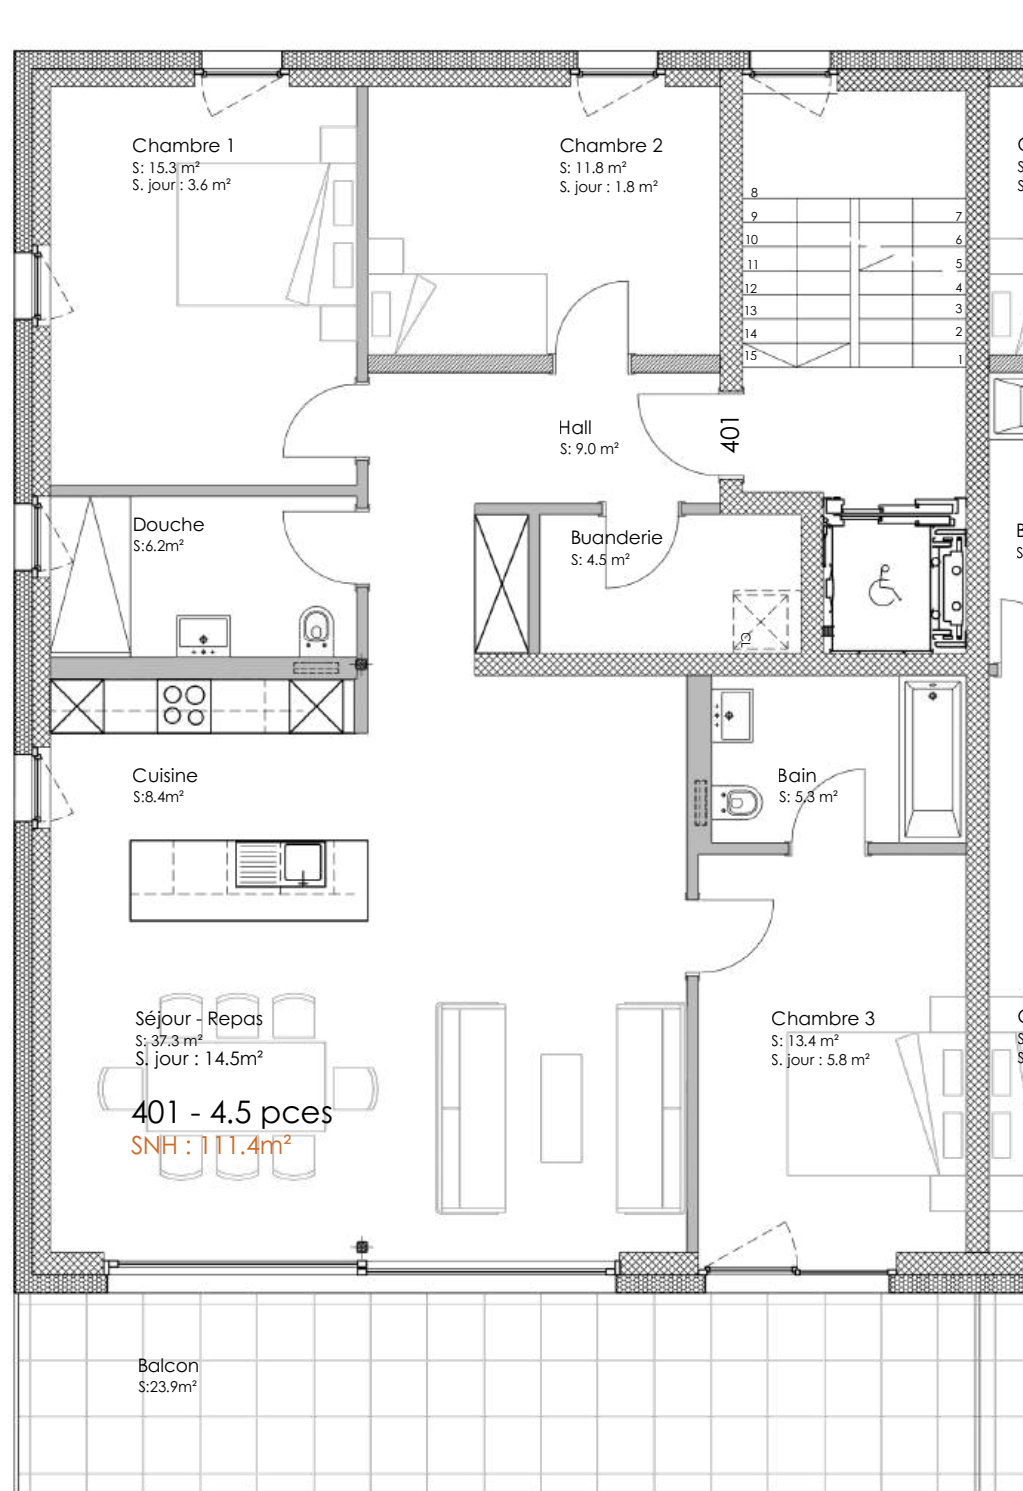 Chambre 1
S: 15.3 m²
S. jour : 3.6 m²
Chambre 2
S: 11.8 m²
S. jour : 1.8 m²
8
9
10
11
12
13
14
15
7
6
5
4
3
2
1
Hall
S: 9.0 m²
401
Douche
S:6.2m²
Buanderie
S: 4.5 m²
Cuisine
S:8.4m²
Bain
S: 5.3 m²
Séjour - Repas
S: 37.3 m²
S. jour : 14.5m²
Chambre 3
S: 13.4 m²
S. jour : 5.8 m²
401 - 4.5 pces
SNH : 111.4m²
Balcon
S:23.9m²